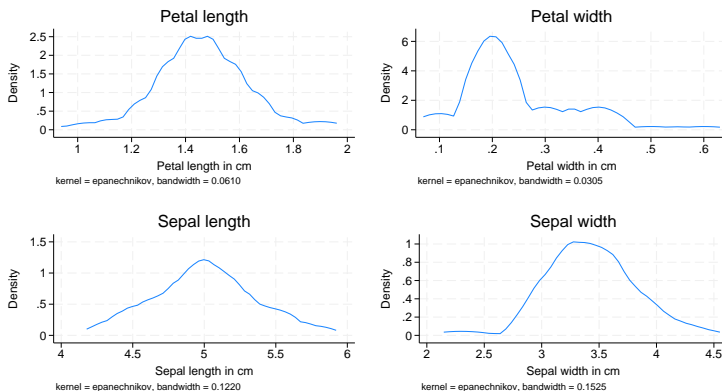 Petal length
Density
2.5
2
1.5
1
.5
0
1 1.2 1.4 1.6 1.8 2
Petal length in cm
kernel = epanechnikov, bandwidth = 0.0610
Petal width
Density
6
4
2
0
.1 .2 .3 .4 .5 .6
Petal width in cm
kernel = epanechnikov, bandwidth = 0.0305
Sepal length
Density
1.5
1
.5
0
4 4.5 5 5.5 6
Sepal length in cm
kernel = epanechnikov, bandwidth = 0.1220
Sepal width
Density
1
.8
.6
.4
.2
0
2 2.5 3 3.5 4 4.5
Sepal width in cm
kernel = epanechnikov, bandwidth = 0.1525